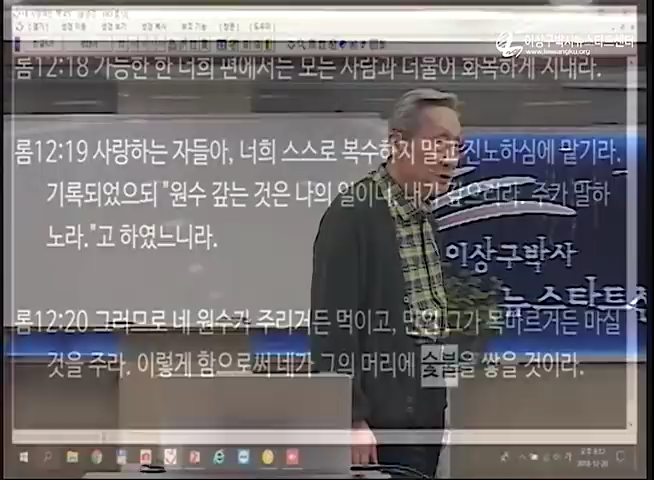 이상구박사뉴스타트센터
www.leesangku.org
롬12:18 가능한 한 너희 편에서는 모든 사람과 더불어 화목하게 지내라.
롬12:19 사랑하는 자들아, 너희 스스로 복수하지 말고 진노하심에 맡기라.
기록되었으되 "원수 갚는 것은 나의 일이니, 내가 갚으리라. 주가 말하
노라."고 하였느니라.
이상구박사
뉴스타트
롬12:20 그러므로 네 원수가 주리거든 먹이고, 만일 그가 목마르거든 마실
것을 주라. 이렇게 함으로써 네가 그의 머리에 숯불을 쌓을 것이라.